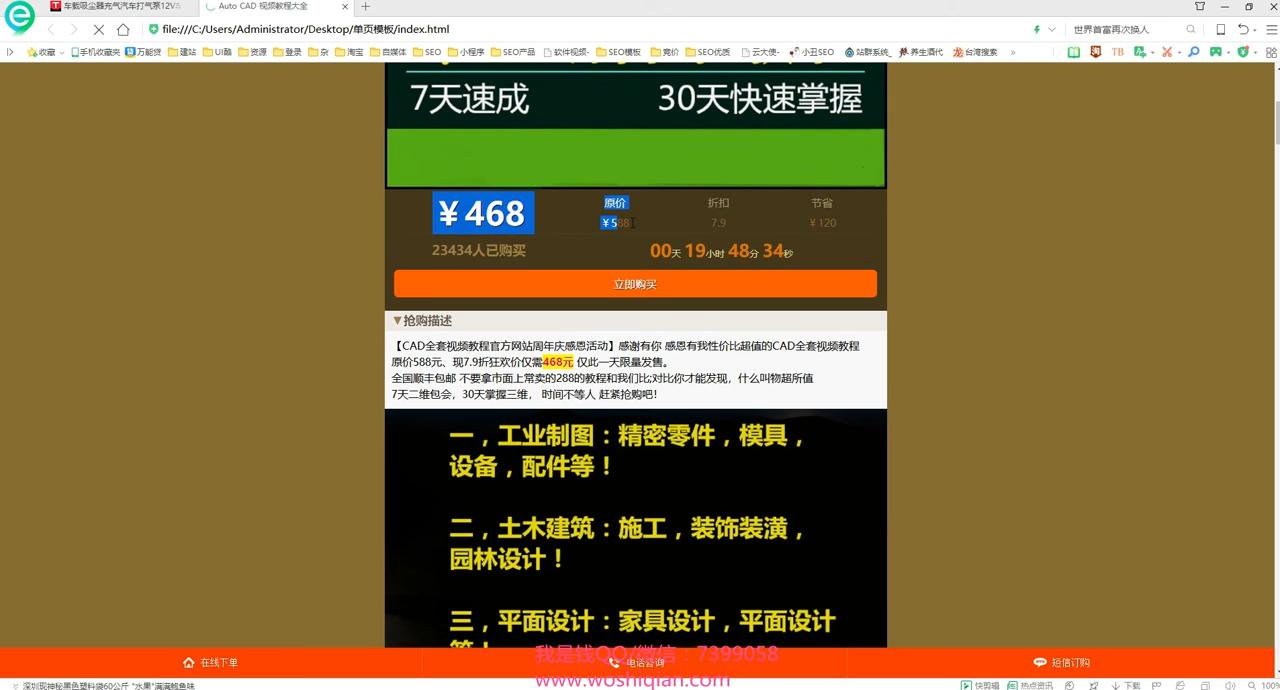 车载吸尘器充气汽车打气泵12V
Auto CAD 视频教程大全
file:///C:/Users/Administrator/Desktop/单页模板/index.html
世界首富再次换人
收藏 手机收藏夹 万能贷 建站 资源 登录 杂 淘宝 自媒体 SEO 小程序 SEO产品 软件视频- SEO模板 竞价 SEO优质 云大使- 小丑SEO 站群系统_ 养生酒代 台湾搜索 »
7天速成 30天快速掌握
¥468 原价 折扣 节省
¥588 7.9 ¥120
23434人已购买 00天 19小时 48分 34秒
立即购买
▼抢购描述
【CAD全套视频教程官方网站周年庆感恩活动】感谢有你 感恩有我性价比超值的CAD全套视频教程
原价588元、现7.9折狂欢价仅需468元 仅此一天限量发售。
全国顺丰包邮 不要拿市面上常卖的288的教程和我们比;对比你才能发现，什么叫物超所值
7天二维包会，30天掌握三维， 时间不等人 赶紧抢购吧!
一，工业制图：精密零件，模具，
设备，配件等！
二，土木建筑：施工，装饰装潢，
园林设计！
三，平面设计：家具设计，平面设计
等！
我是钱QQ/微信：7399058
在线下单 电话咨询 短信订购
www.woshiqian.com
深圳现神秘黑色塑料袋60公斤 "水果"满满鳄鱼味 快剪辑 热点资讯 下载 100%